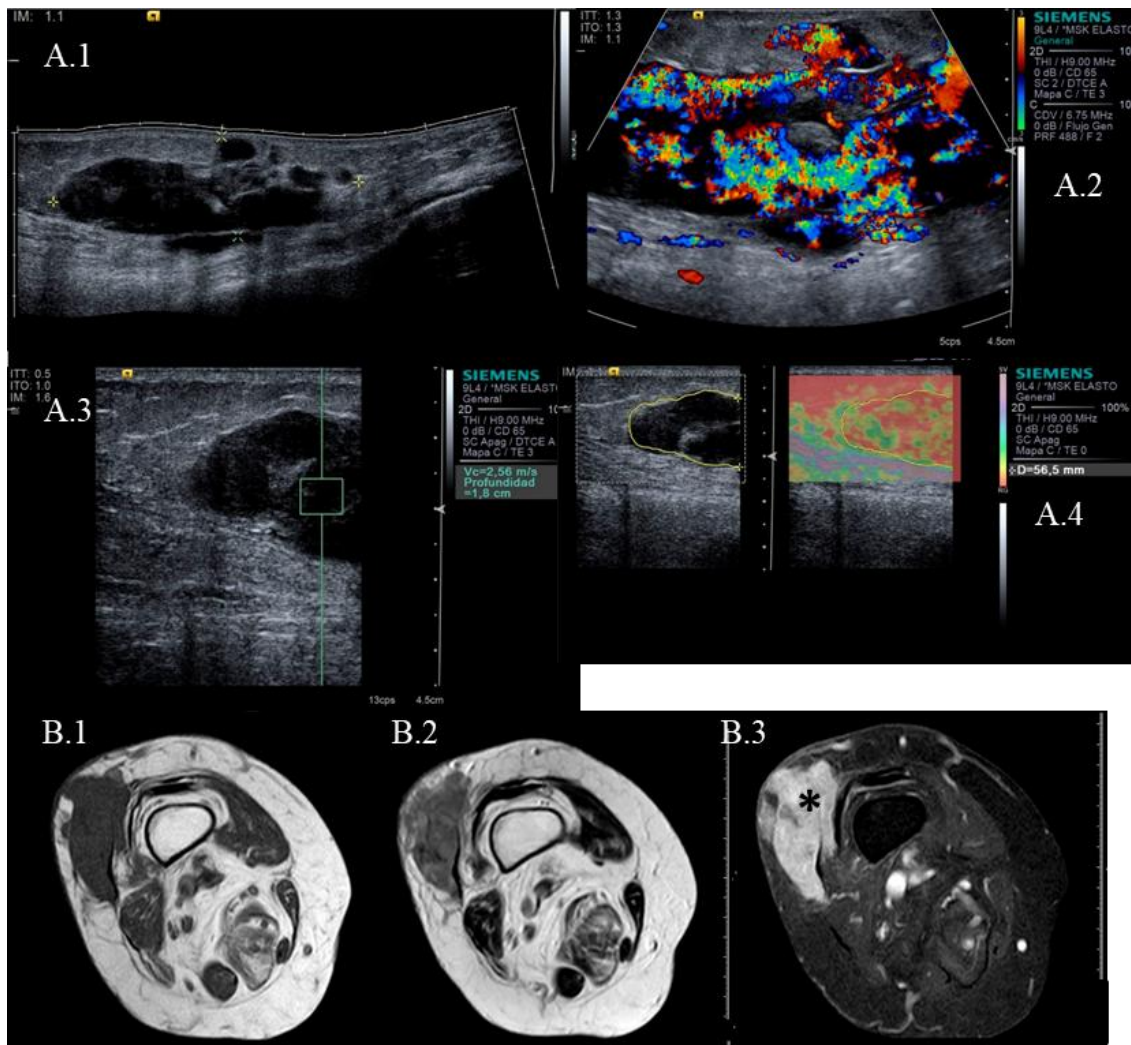 IM: 1.1
A.1
ITT: 1.3
ITO: 1.3
IM: 1.1
SIEMENS
9L4 / *MSK ELASTO
General
2D 10
THI / H9.00 MHz
0 dB / CD 65
SC 2 / DTCE A
Mapa C / TE 3
C 10
CDV / 6.75 MHz
0 dB / Flujo Gen
PRF 488 / F 2
A.2
5cps 4.5cm
ITT: 0.5
ITO: 1.0
IM: 1.6
A.3
SIEMENS
9L4 / *MSK ELASTO
General
2D 10
THI / H9.00 MHz
0 dB / CD 65
SC Apag / DTCE A
Mapa C / TE 3
Vc=2,56 m/s
Profundidad
=1,8 cm
13cps 4.5cm
IM: 1.1
SIEMENS
9L4 / *MSK ELASTO
General
2D 100%
THI / H9.00 MHz
0 dB / CD 65
SC Apag
Mapa C / TE 0
D=56,5 mm
A.4
B.1
B.2
B.3
*